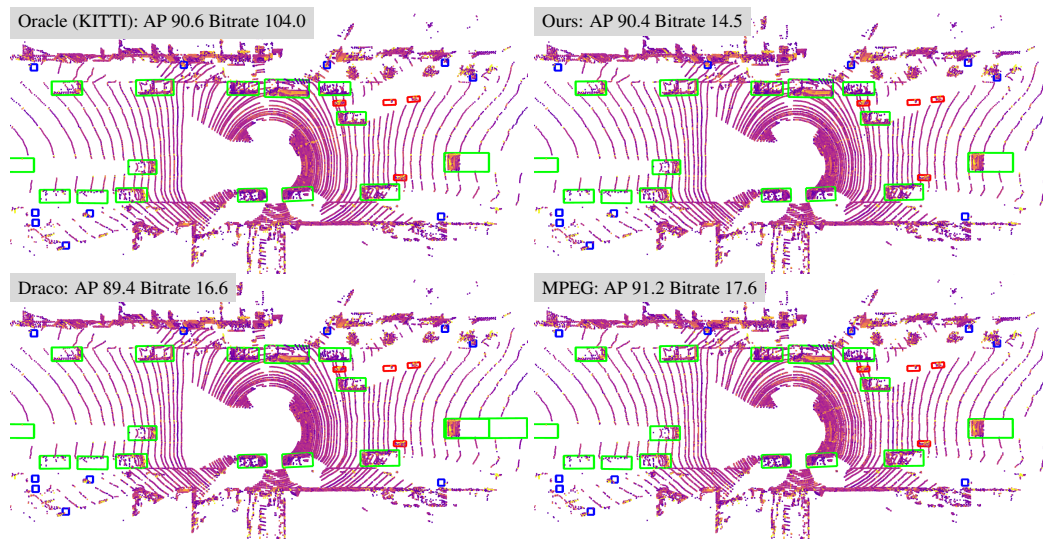 Oracle (KITTI): AP 90.6 Bitrate 104.0
Ours: AP 90.4 Bitrate 14.5
Draco: AP 89.4 Bitrate 16.6
MPEG: AP 91.2 Bitrate 17.6